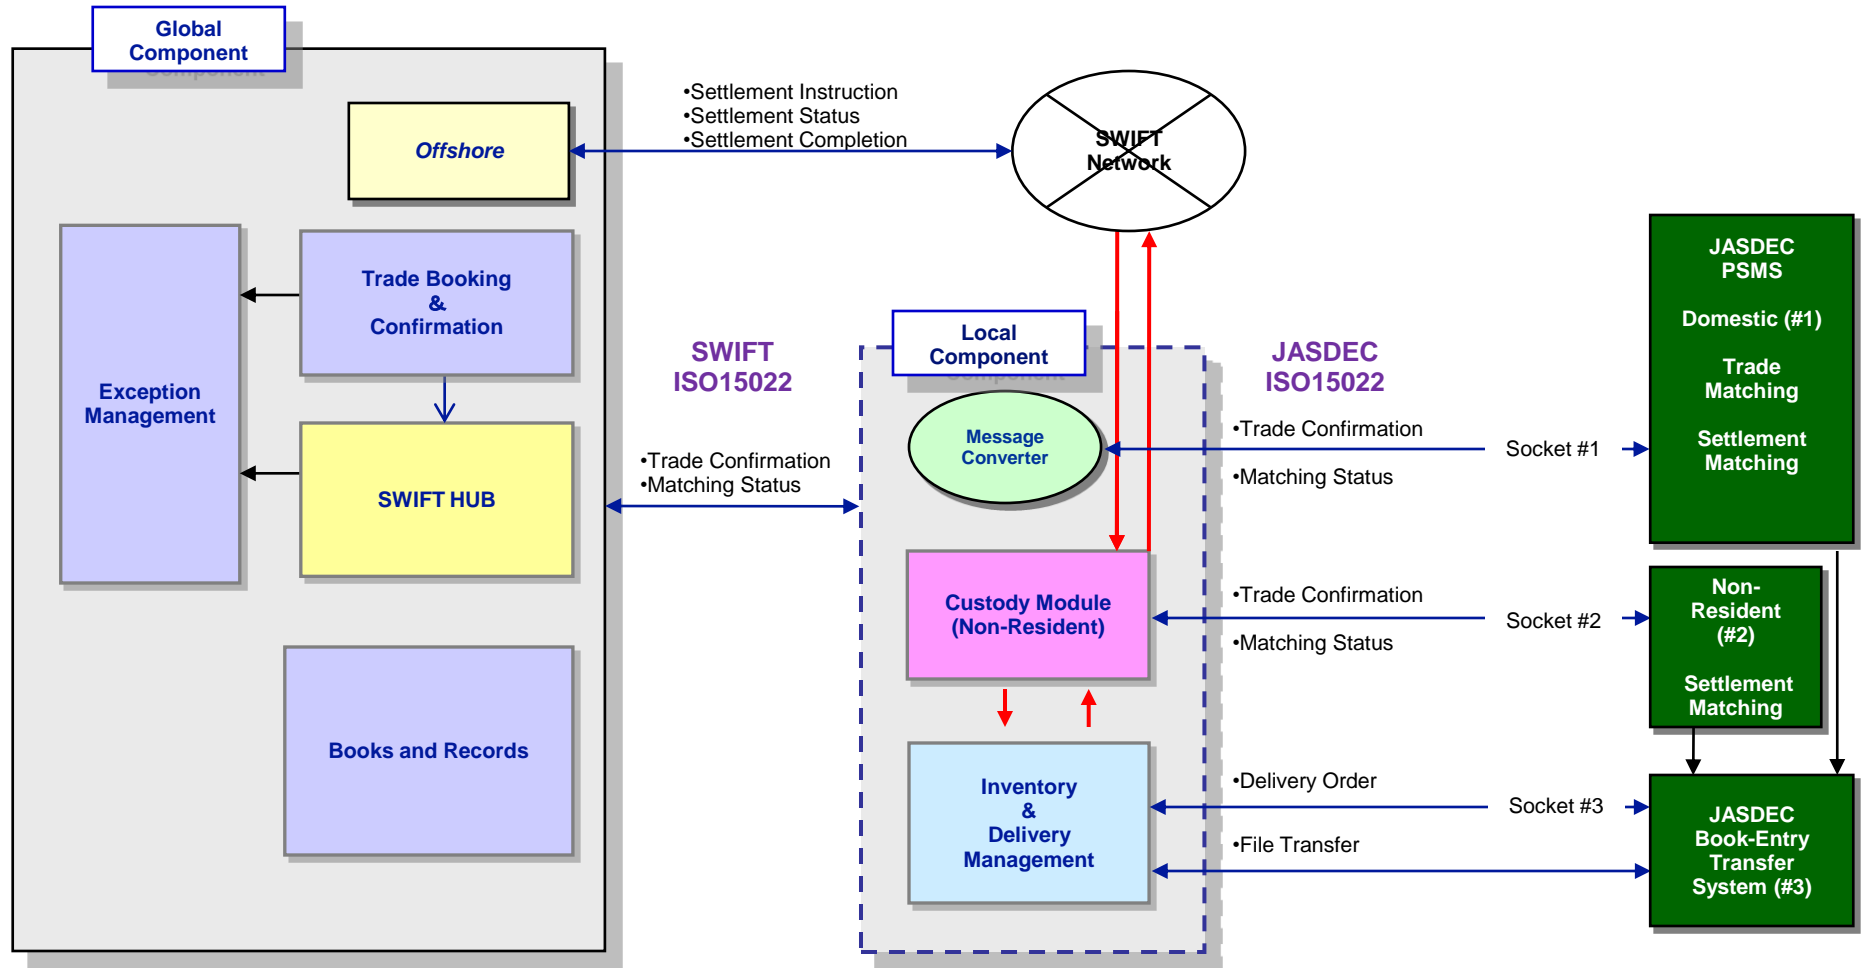 Global
Component
•Settlement Instruction
•Settlement Status
•Settlement Completion
Offshore
SWIFT
Network
Trade Booking
&
Confirmation
Exception
Management
SWIFT HUB
Books and Records
SWIFT
ISO15022
•Trade Confirmation
•Matching Status
Local
Component
Message
Converter
Custody Module
(Non-Resident)
Inventory
&
Delivery
Management
JASDEC
ISO15022
•Trade Confirmation
•Matching Status
Socket #1
•Trade Confirmation
•Matching Status
Socket #2
•Delivery Order
•File Transfer
Socket #3
JASDEC
PSMS
Domestic (#1)
Trade
Matching
Settlement
Matching
Non-
Resident
(#2)
Settlement
Matching
JASDEC
Book-Entry
Transfer
System (#3)